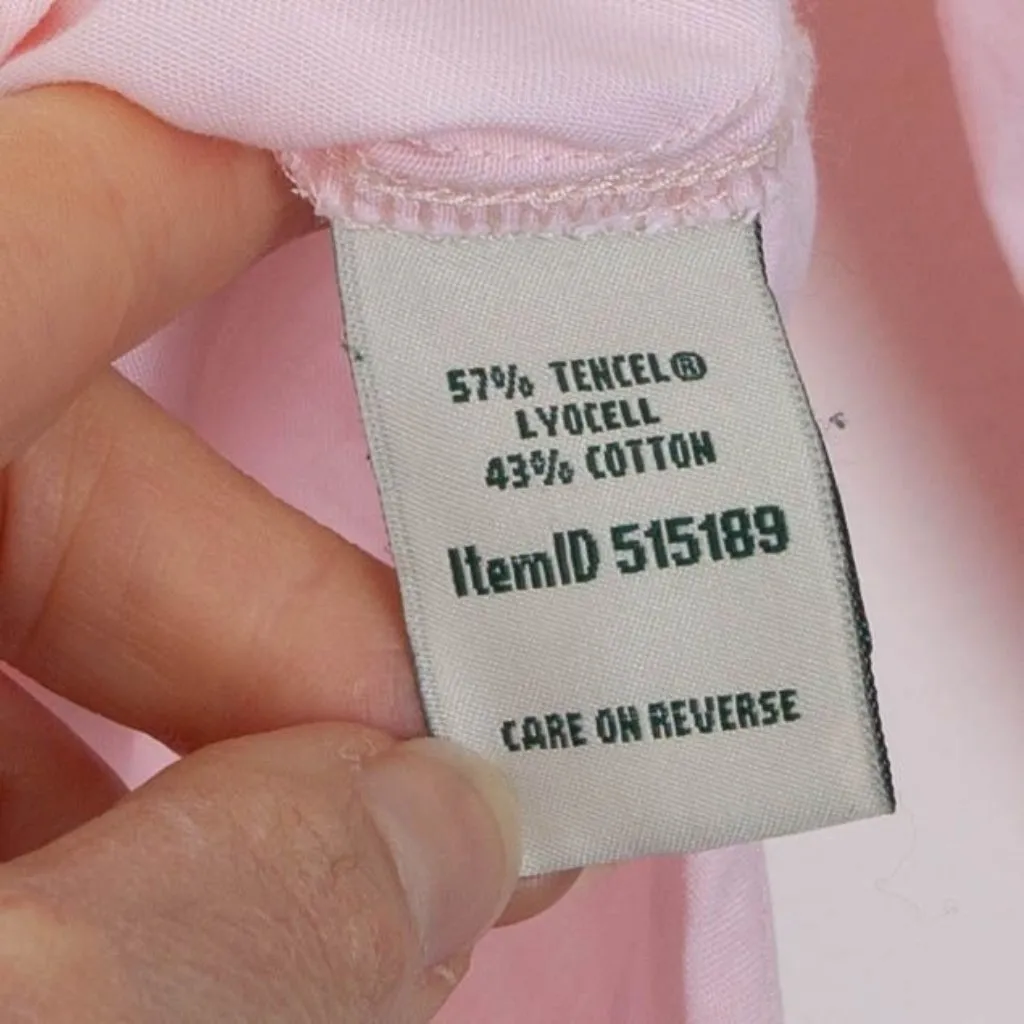 57% TENCEL®
LYOCELL
43% COTTON
ItemID 515189
CARE ON REVERSE